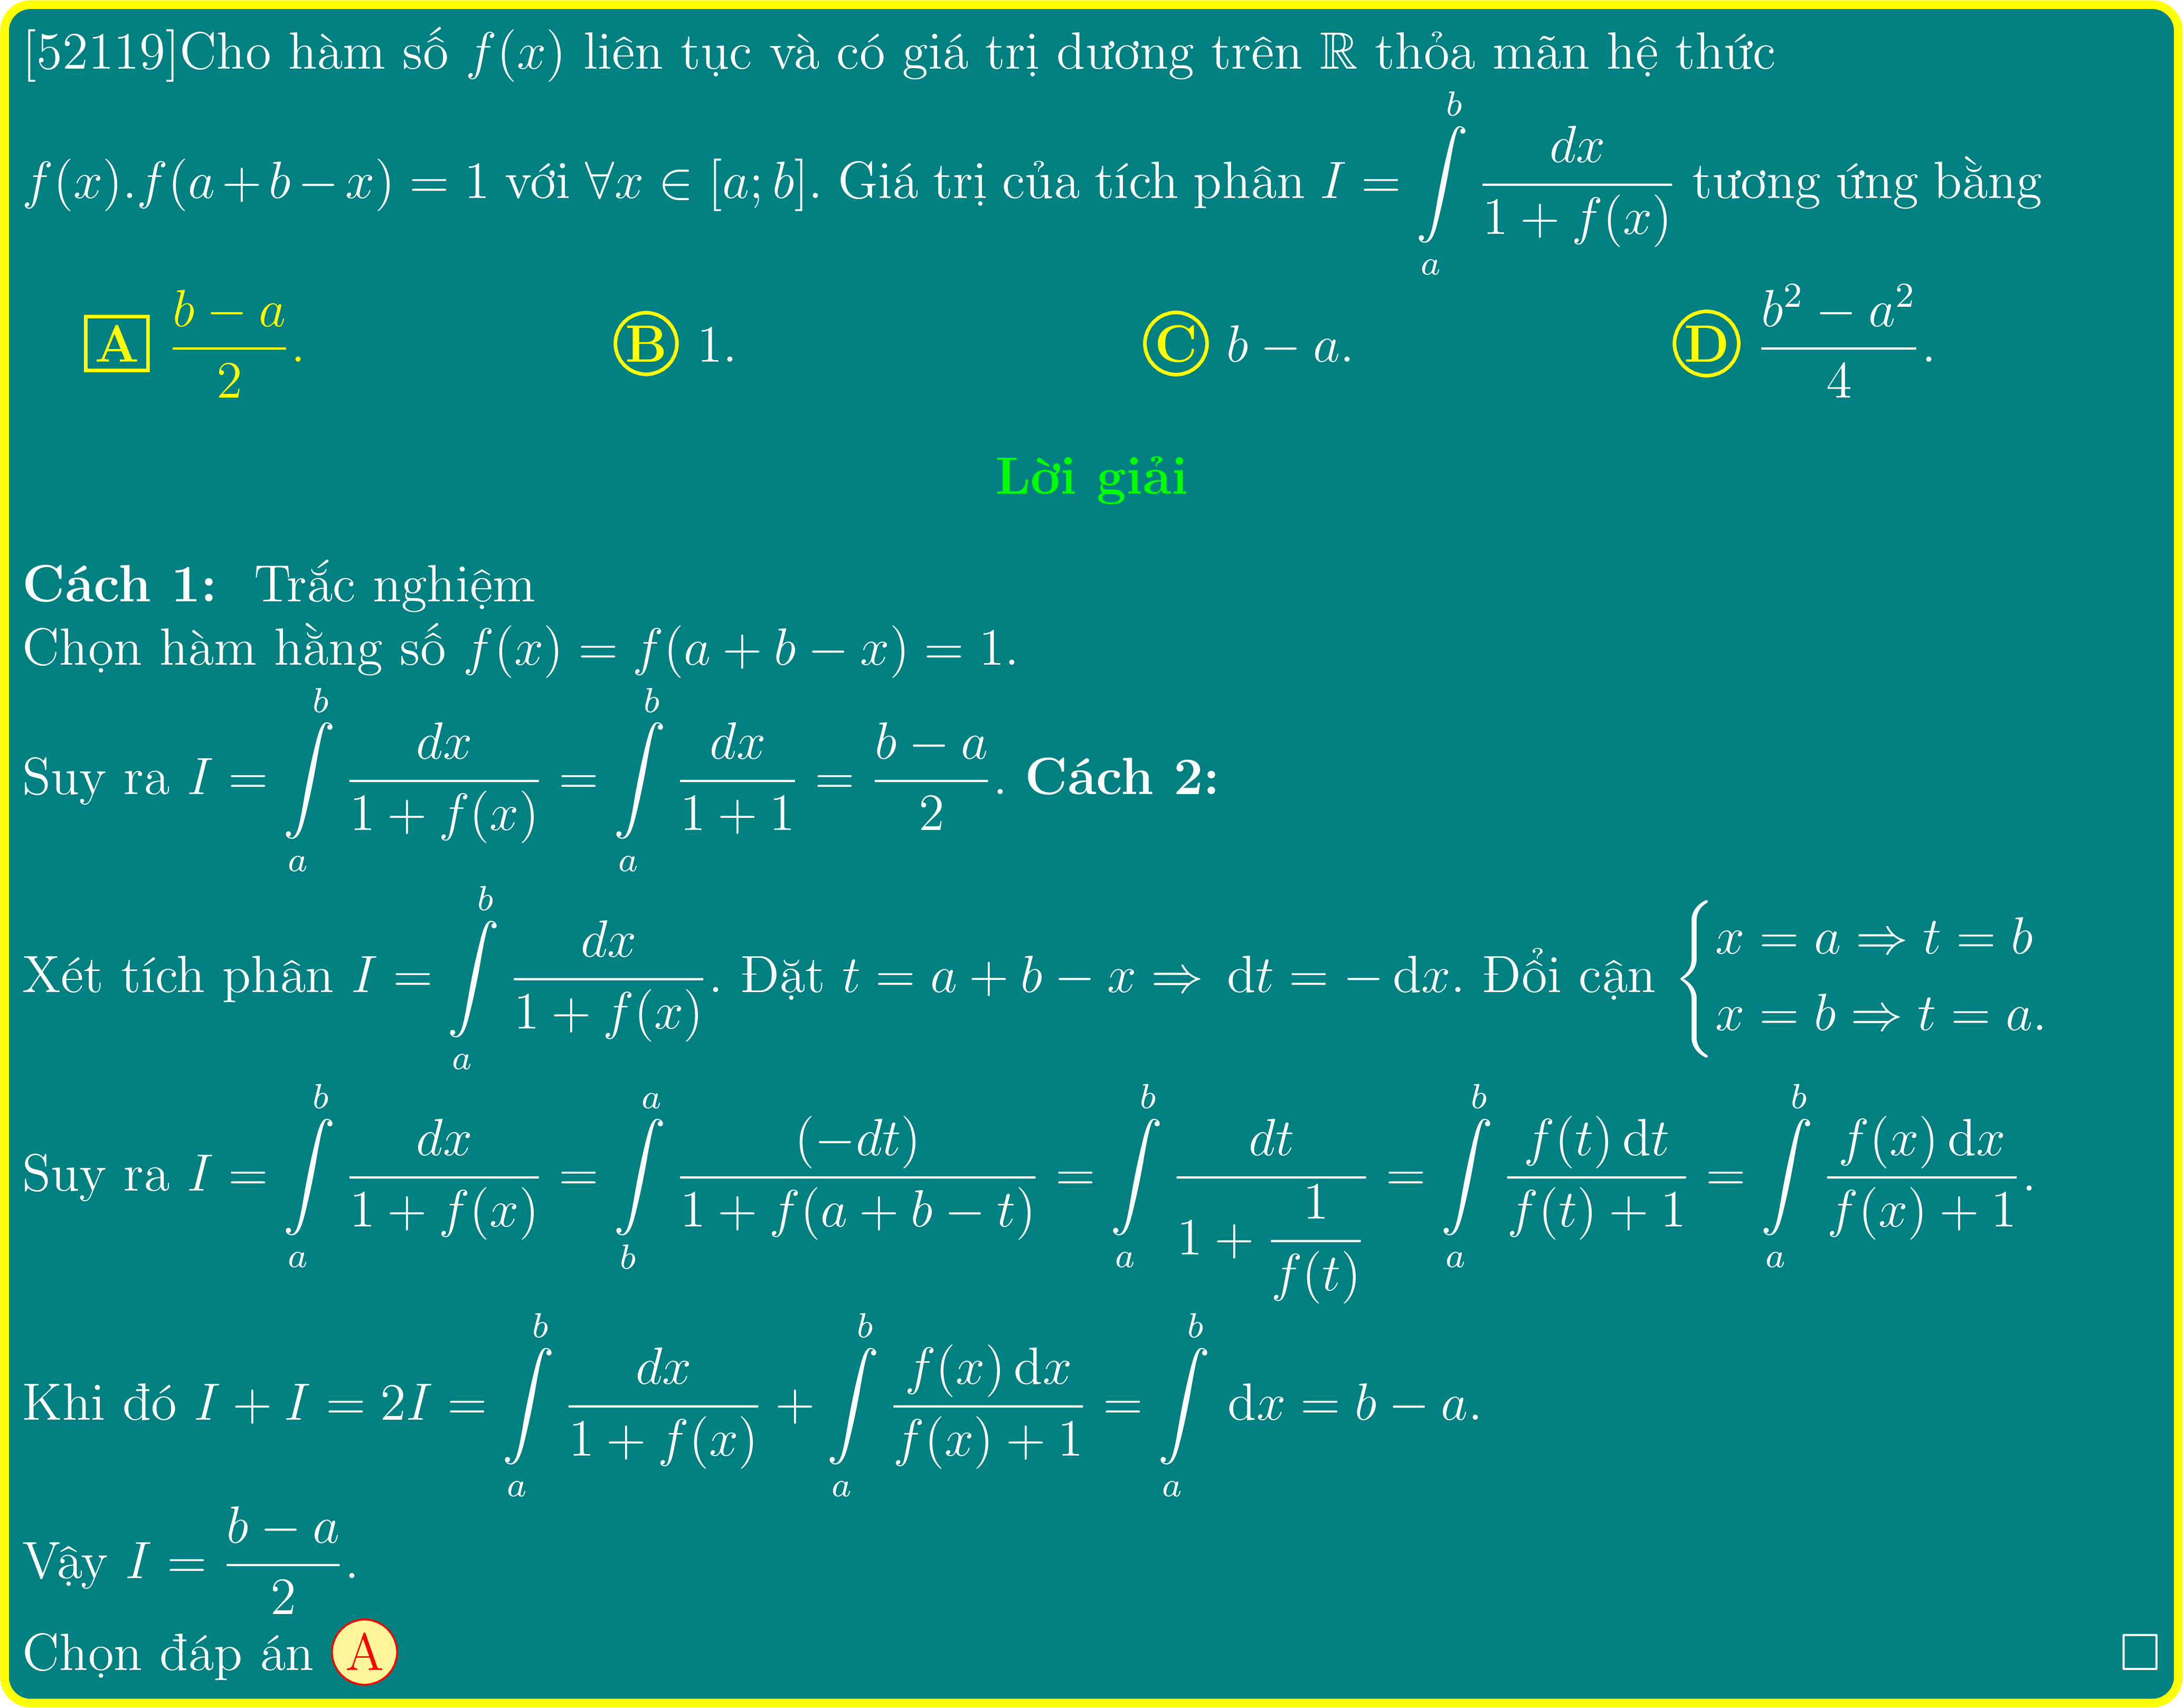 [52119]Cho hàm số $f(x)$ liên tục và có giá trị dương trên $\mathbb{R}$ thỏa mãn hệ thức
$f(x).f(a+b-x) = 1$ với $\forall x \in [a;b]$. Giá trị của tích phân $I = \int\limits_a^b \frac{dx}{1+f(x)}$ tương ứng bằng
A $\frac{b-a}{2}$. B 1. C $b-a$. D $\frac{b^2-a^2}{4}$.
Lời giải
Cách 1: Trắc nghiệm
Chọn hàm hằng số $f(x) = f(a+b-x) = 1$.
Suy ra $I = \int\limits_a^b \frac{dx}{1+f(x)} = \int\limits_a^b \frac{dx}{1+1} = \frac{b-a}{2}$. Cách 2:
Xét tích phân $I = \int\limits_a^b \frac{dx}{1+f(x)}$. Đặt $t = a+b-x \Rightarrow \mathrm{d}t = -\mathrm{d}x$. Đổi cận $\begin{cases} x = a \Rightarrow t = b \\ x = b \Rightarrow t = a. \end{cases}$
Suy ra $I = \int\limits_a^b \frac{dx}{1+f(x)} = \int\limits_b^a \frac{(-dt)}{1+f(a+b-t)} = \int\limits_a^b \frac{dt}{1+\frac{1}{f(t)}} = \int\limits_a^b \frac{f(t)\,\mathrm{d}t}{f(t)+1} = \int\limits_a^b \frac{f(x)\,\mathrm{d}x}{f(x)+1}$.
Khi đó $I + I = 2I = \int\limits_a^b \frac{dx}{1+f(x)} + \int\limits_a^b \frac{f(x)\,\mathrm{d}x}{f(x)+1} = \int\limits_a^b \mathrm{d}x = b-a$.
Vậy $I = \frac{b-a}{2}$.
Chọn đáp án A □